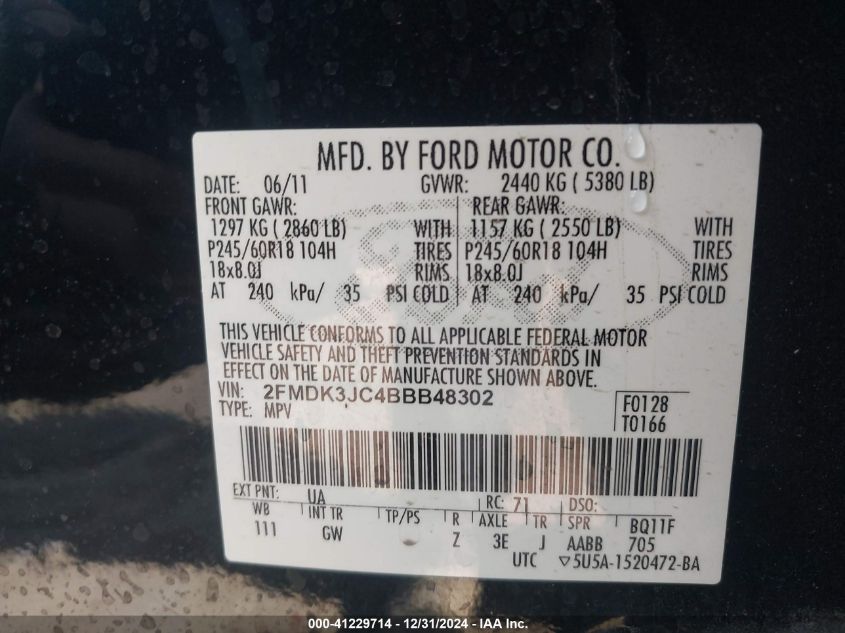 MFD. BY FORD MOTOR CO.
DATE: 06/11 GVWR: 2440 KG ( 5380 LB)
FRONT GAWR: REAR GAWR:
1297 KG ( 2860 LB) WITH 1157 KG ( 2550 LB) WITH
P245/60R18 104H TIRES P245/60R18 104H TIRES
18x8.0J RIMS 18x8.0J RIMS
AT 240 kPa/ 35 PSI COLD AT 240 kPa/ 35 PSI COLD
THIS VEHICLE CONFORMS TO ALL APPLICABLE FEDERAL MOTOR
VEHICLE SAFETY AND THEFT PREVENTION STANDARDS IN
EFFECT ON THE DATE OF MANUFACTURE SHOWN ABOVE.
VIN: 2FMDK3JC4BBB48302 F0128
TYPE: MPV T0166
EXT PNT: UA RC: 71 DSO:
WB INT TR TP/PS R AXLE TR SPR BQ11F
111 GW Z 3E J AABB 705
UTC ▽5U5A-1520472-BA
000-41229714 - 12/31/2024 - IAA Inc.